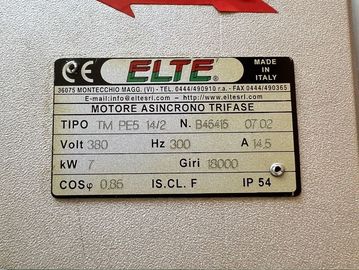 CE ELTE® MADE IN ITALY
36075 MONTECCHIO MAGG. (VI) - TEL. 0444/490910 r.a. - FAX 0444/490365
E-mail:info@eltesrl.com - http://www.eltesrl.com
MOTORE ASINCRONO TRIFASE
TIPO TM PE5 14/2 N. B45415 07 02
Volt 380 Hz 300 A 14,5
kW 7 Giri 18000
COSφ 0,85 IS.CL. F IP 54